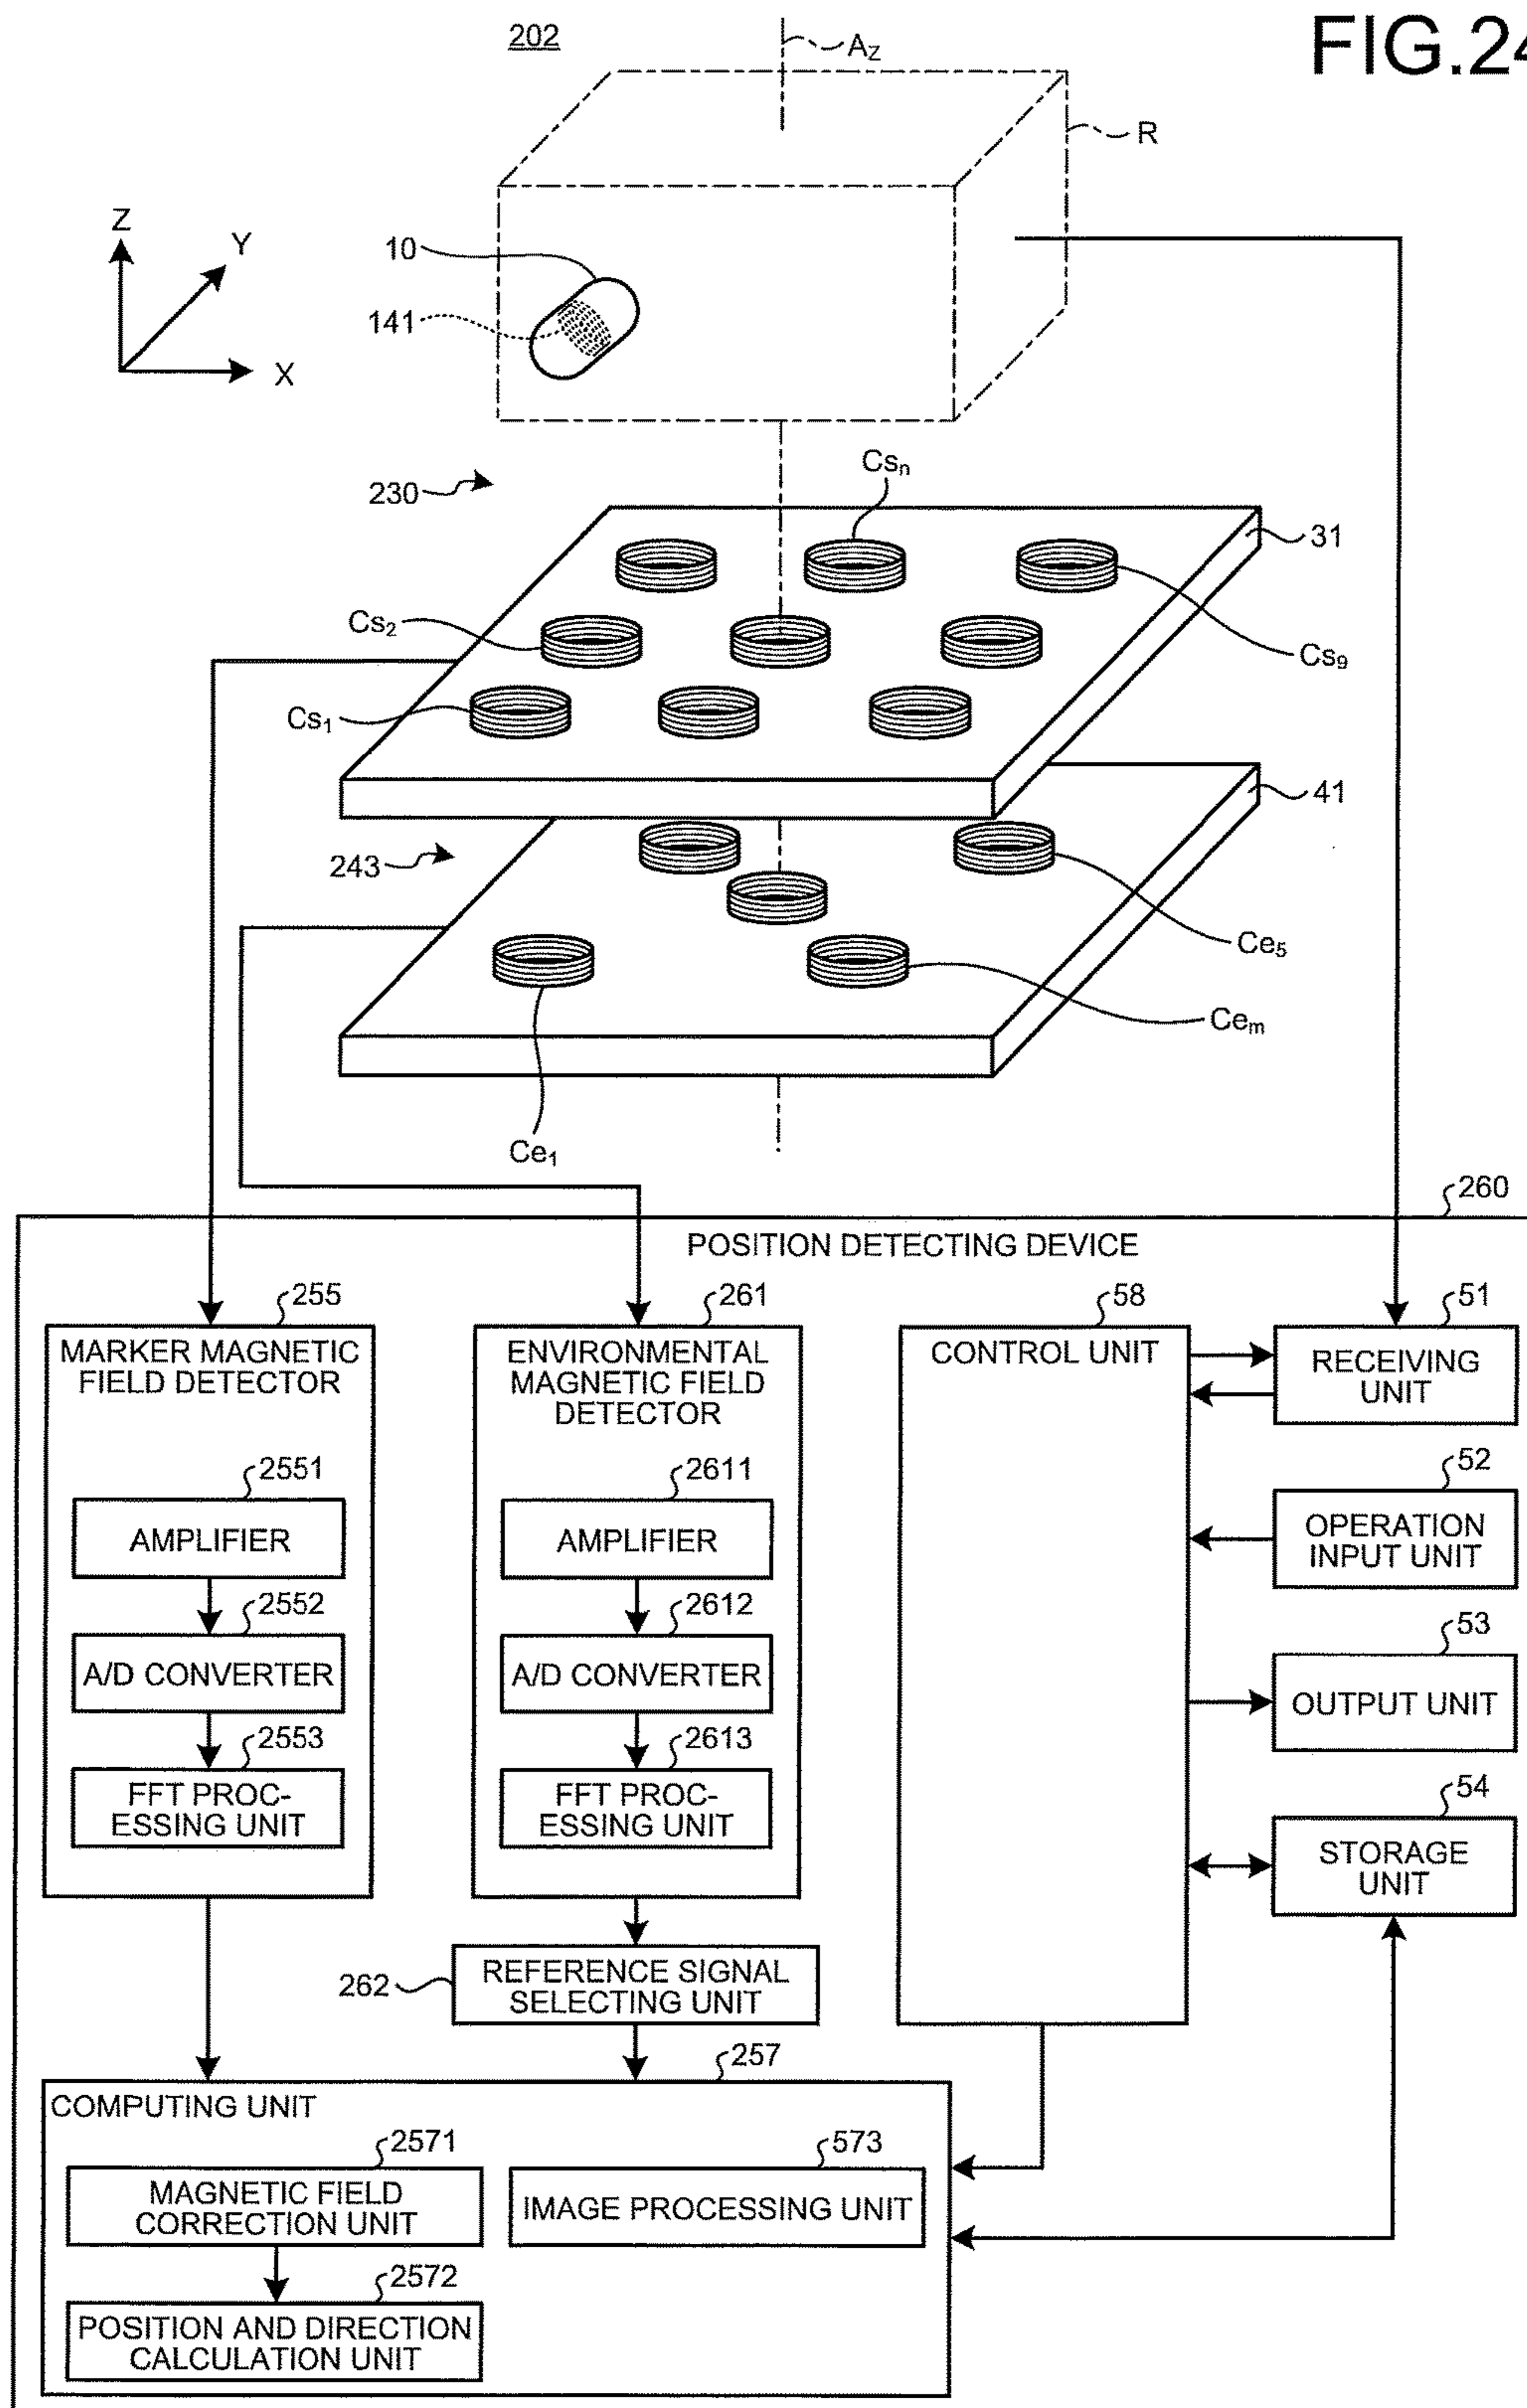 FIG.24
202
AZ
R
Z
Y
X
10
141
230
Csn
31
Cs2
Cs9
Cs1
41
243
Ce5
Cem
Ce1
260
POSITION DETECTING DEVICE
255
MARKER MAGNETIC
FIELD DETECTOR
2551
AMPLIFIER
2552
A/D CONVERTER
2553
FFT PROC-
ESSING UNIT
261
ENVIRONMENTAL
MAGNETIC FIELD
DETECTOR
2611
AMPLIFIER
2612
A/D CONVERTER
2613
FFT PROC-
ESSING UNIT
262
REFERENCE SIGNAL
SELECTING UNIT
58
CONTROL UNIT
51
RECEIVING
UNIT
52
OPERATION
INPUT UNIT
53
OUTPUT UNIT
54
STORAGE
UNIT
257
COMPUTING UNIT
2571
MAGNETIC FIELD
CORRECTION UNIT
573
IMAGE PROCESSING UNIT
2572
POSITION AND DIRECTION
CALCULATION UNIT